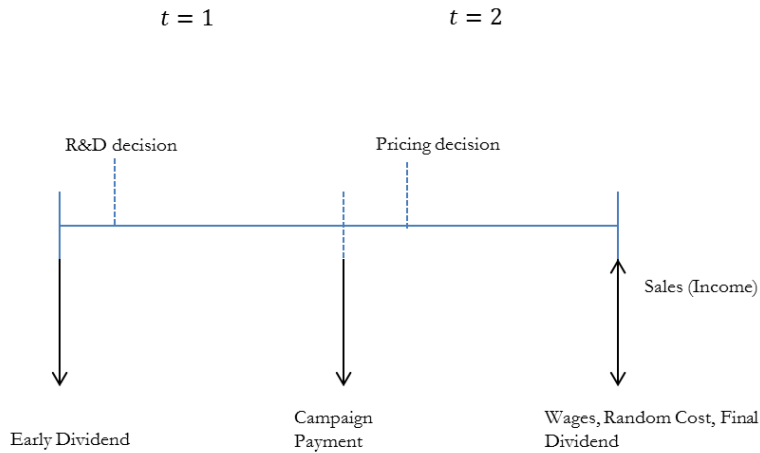 t = 1
t = 2
R&D decision
Pricing decision
Sales (Income)
Early Dividend
Campaign
Payment
Wages, Random Cost, Final
Dividend